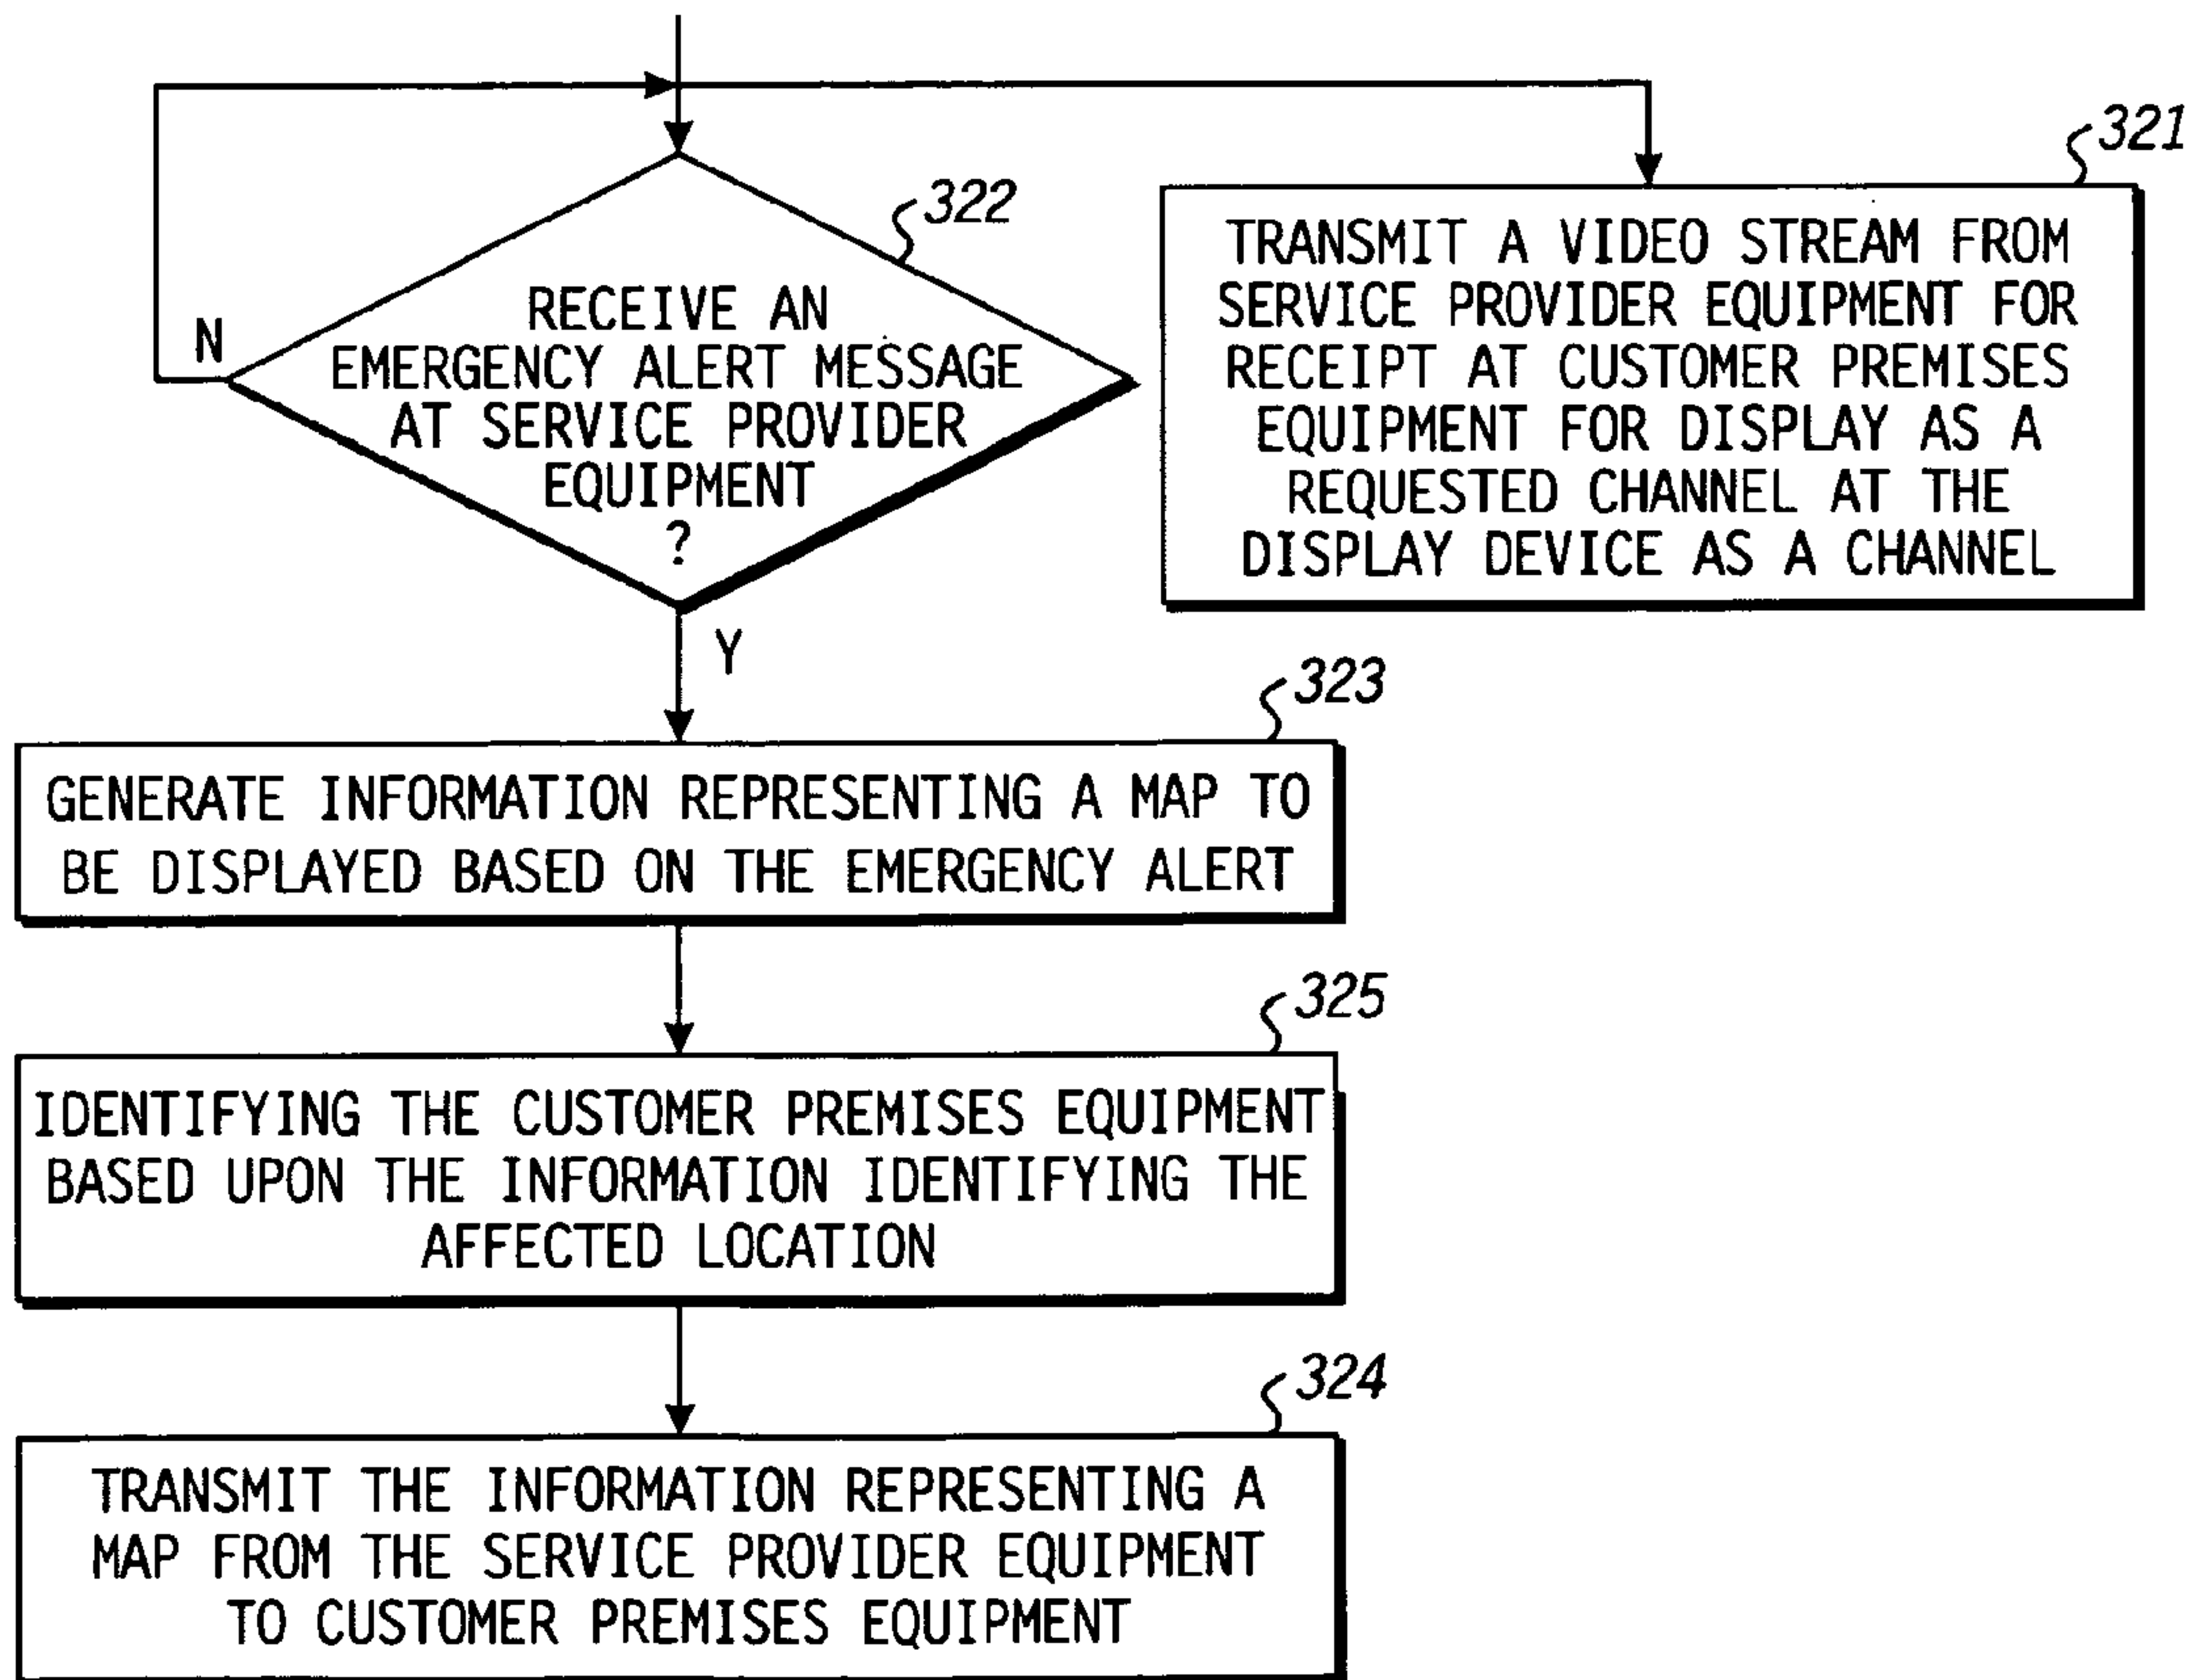 321
TRANSMIT A VIDEO STREAM FROM
SERVICE PROVIDER EQUIPMENT FOR
RECEIPT AT CUSTOMER PREMISES
EQUIPMENT FOR DISPLAY AS A
REQUESTED CHANNEL AT THE
DISPLAY DEVICE AS A CHANNEL
322
RECEIVE AN
EMERGENCY ALERT MESSAGE
AT SERVICE PROVIDER
EQUIPMENT
?
N
Y
323
GENERATE INFORMATION REPRESENTING A MAP TO
BE DISPLAYED BASED ON THE EMERGENCY ALERT
325
IDENTIFYING THE CUSTOMER PREMISES EQUIPMENT
BASED UPON THE INFORMATION IDENTIFYING THE
AFFECTED LOCATION
324
TRANSMIT THE INFORMATION REPRESENTING A
MAP FROM THE SERVICE PROVIDER EQUIPMENT
TO CUSTOMER PREMISES EQUIPMENT